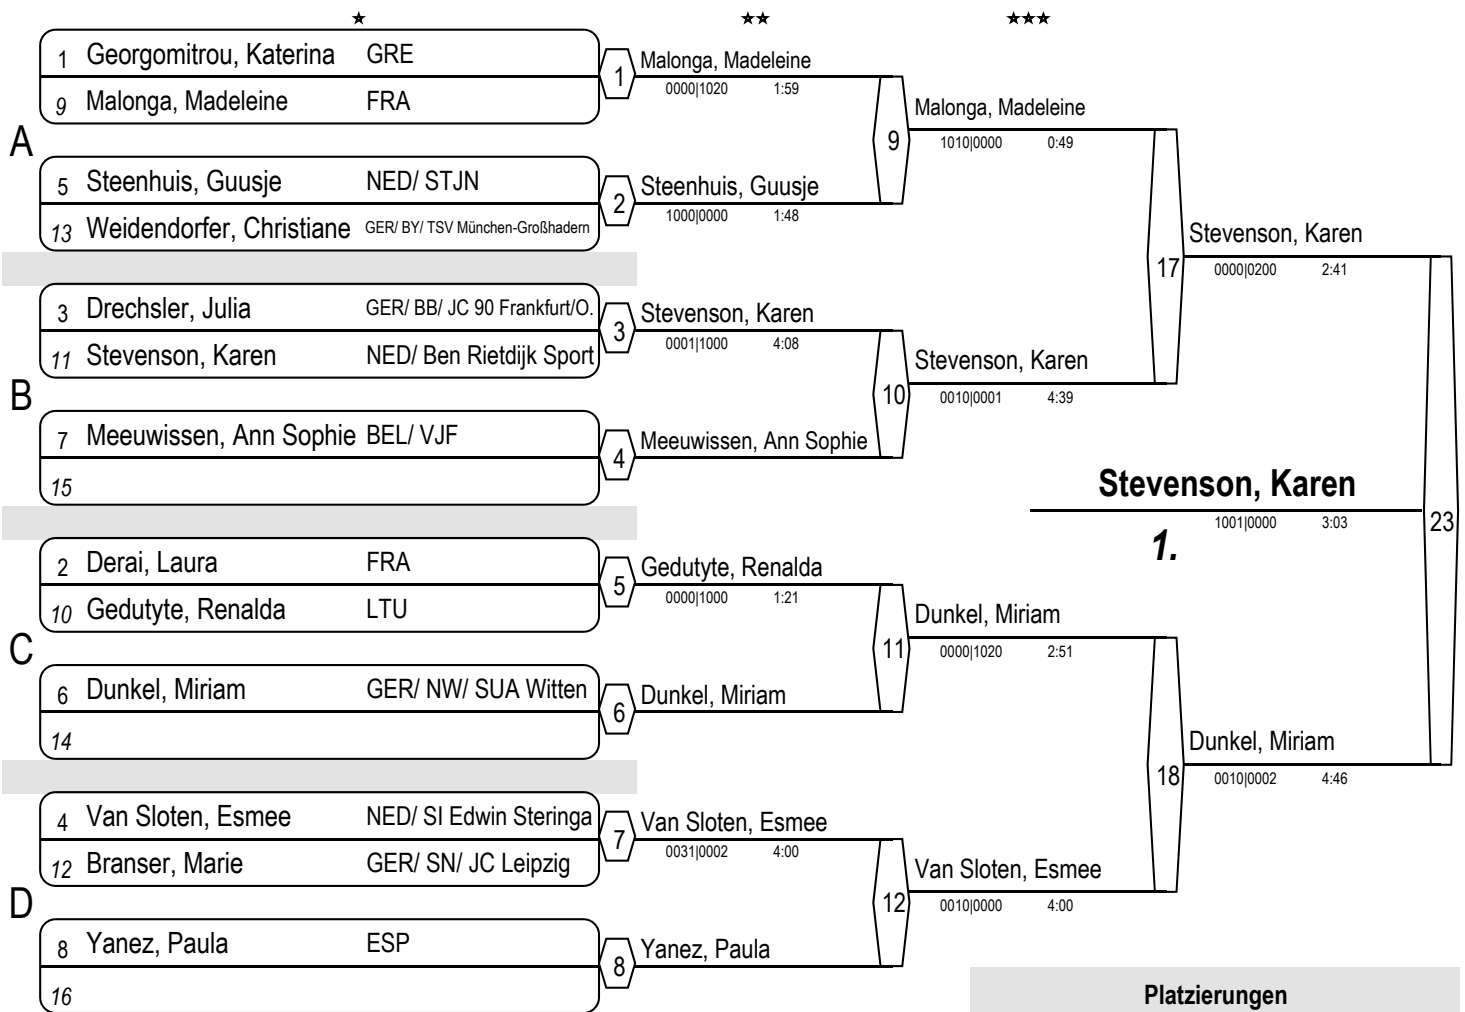 ★ ★★ ★★★
1 Georgomitrou, Katerina GRE
9 Malonga, Madeleine FRA
1
Malonga, Madeleine
0000|1020 1:59
A
5 Steenhuis, Guusje NED/ STJN
13 Weidendorfer, Christiane GER/ BY/ TSV München-Großhadern
2
Steenhuis, Guusje
1000|0000 1:48
9
Malonga, Madeleine
1010|0000 0:49
3 Drechsler, Julia GER/ BB/ JC 90 Frankfurt/O.
11 Stevenson, Karen NED/ Ben Rietdijk Sport
3
Stevenson, Karen
0001|1000 4:08
B
7 Meeuwissen, Ann Sophie BEL/ VJF
15
4
Meeuwissen, Ann Sophie
10
Stevenson, Karen
0010|0001 4:39
17
Stevenson, Karen
0000|0200 2:41
2 Derai, Laura FRA
10 Gedutyte, Renalda LTU
5
Gedutyte, Renalda
0000|1000 1:21
C
6 Dunkel, Miriam GER/ NW/ SUA Witten
14
6
Dunkel, Miriam
11
Dunkel, Miriam
0000|1020 2:51
4 Van Sloten, Esmee NED/ SI Edwin Steringa
12 Branser, Marie GER/ SN/ JC Leipzig
7
Van Sloten, Esmee
0031|0002 4:00
D
8 Yanez, Paula ESP
16
8
Yanez, Paula
12
Van Sloten, Esmee
0010|0000 4:00
18
Dunkel, Miriam
0010|0002 4:46
23
Stevenson, Karen
1001|0000 3:03
1.
Platzierungen